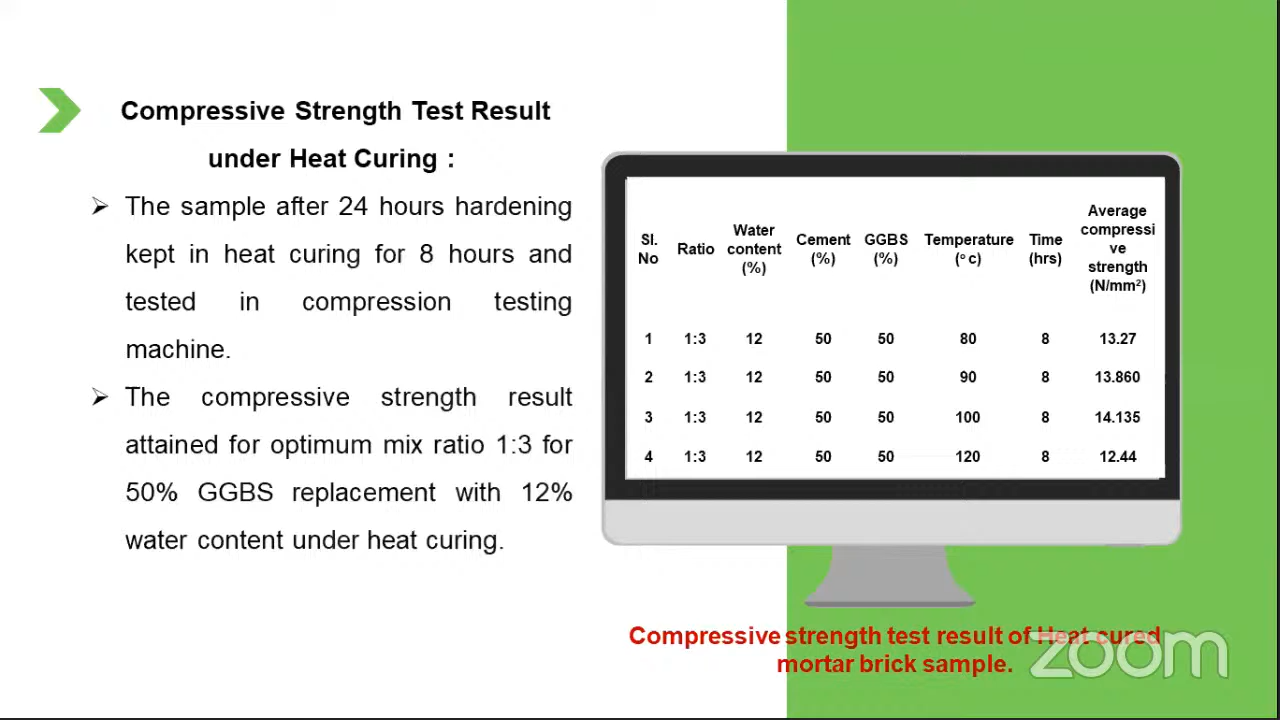 Compressive Strength Test Result
under Heat Curing :
➢ The sample after 24 hours hardening
kept in heat curing for 8 hours and
tested in compression testing
machine.
➢ The compressive strength result
attained for optimum mix ratio 1:3 for
50% GGBS replacement with 12%
water content under heat curing.
Sl. No Ratio Water content (%) Cement (%) GGBS (%) Temperature (°c) Time (hrs) Average compressi ve strength (N/mm²)
1 1:3 12 50 50 80 8 13.27
2 1:3 12 50 50 90 8 13.860
3 1:3 12 50 50 100 8 14.135
4 1:3 12 50 50 120 8 12.44
Compressive strength test result of Heat cured
mortar brick sample.
zoom